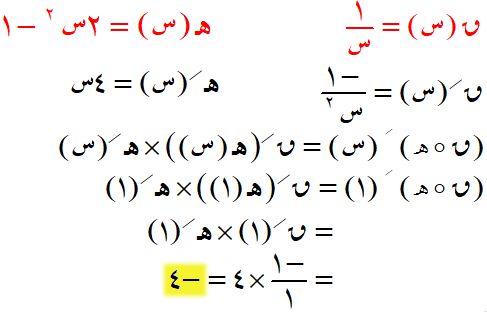 ق(س) = ١/س    هـ(س) = ٢س٢ − ١
ق′(س) = −١/س٢    هـ′(س) = ٤س
(ق ∘ هـ)′(س) = ق′(هـ(س)) × هـ′(س)
(ق ∘ هـ)′(١) = ق′(هـ(١)) × هـ′(١)
= ق′(١) × هـ′(١)
= −١/١ × ٤ = −٤